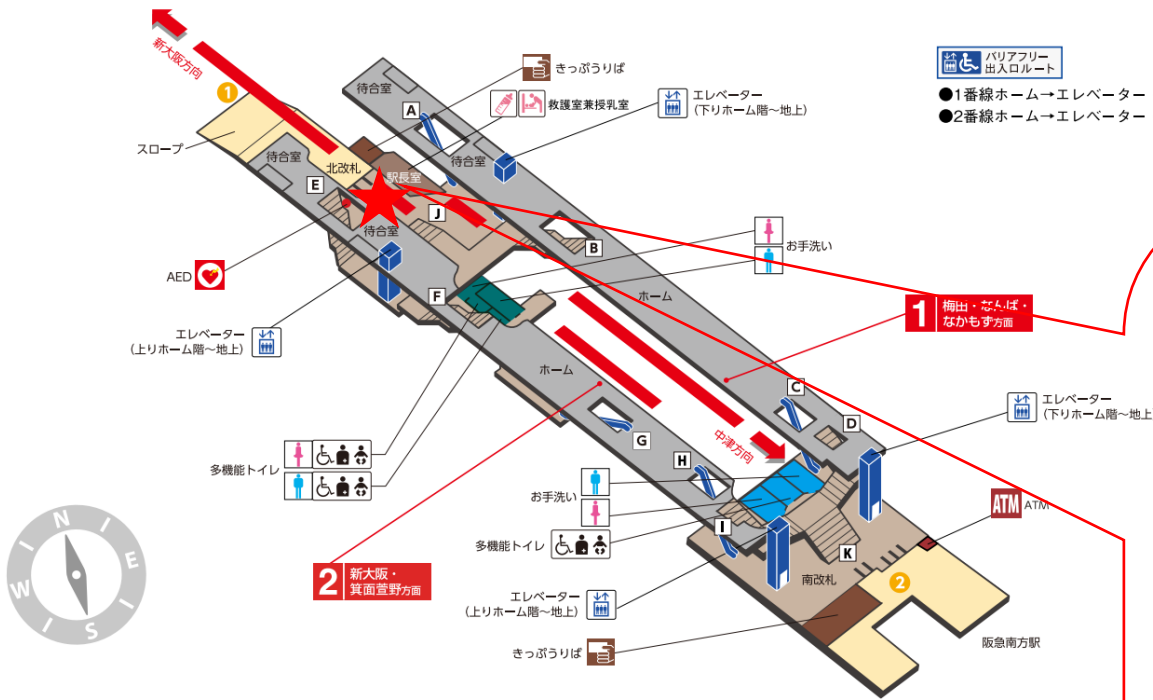 新大阪方向
1
スロープ
待合室
A
きっぷうりば
救護室兼授乳室
エレベーター
(下りホーム階～地上)
バリアフリー
出入口ルート
●1番線ホーム→エレベーター
●2番線ホーム→エレベーター
待合室
待合室
北改札
駅長室
E
J
待合室
B
お手洗い
AED
F
ホーム
1
梅田・なんば・
なかもず方面
エレベーター
(上りホーム階～地上)
ホーム
C
D
エレベーター
(下りホーム階～地上)
G
中津方向
H
多機能トイレ
お手洗い
ATM
ATM
I
多機能トイレ
K
2
新大阪・
箕面萱野方面
南改札
2
エレベーター
(上りホーム階～地上)
きっぷうりば
阪急南方駅
N
E
S
W
I
I
I
I